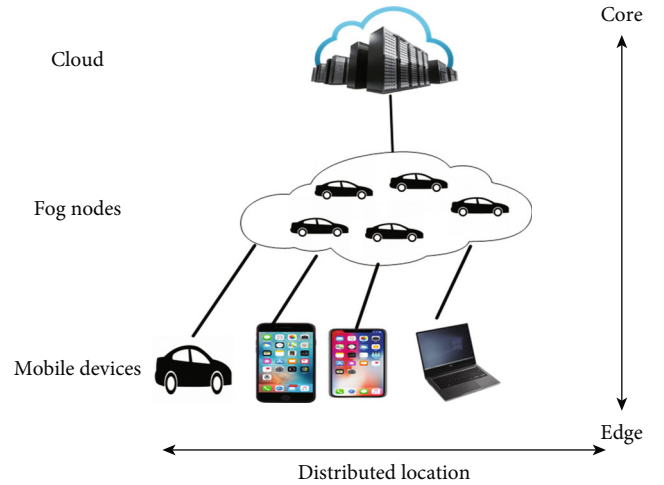 Core
Cloud
Fog nodes
Mobile devices
Edge
Distributed location